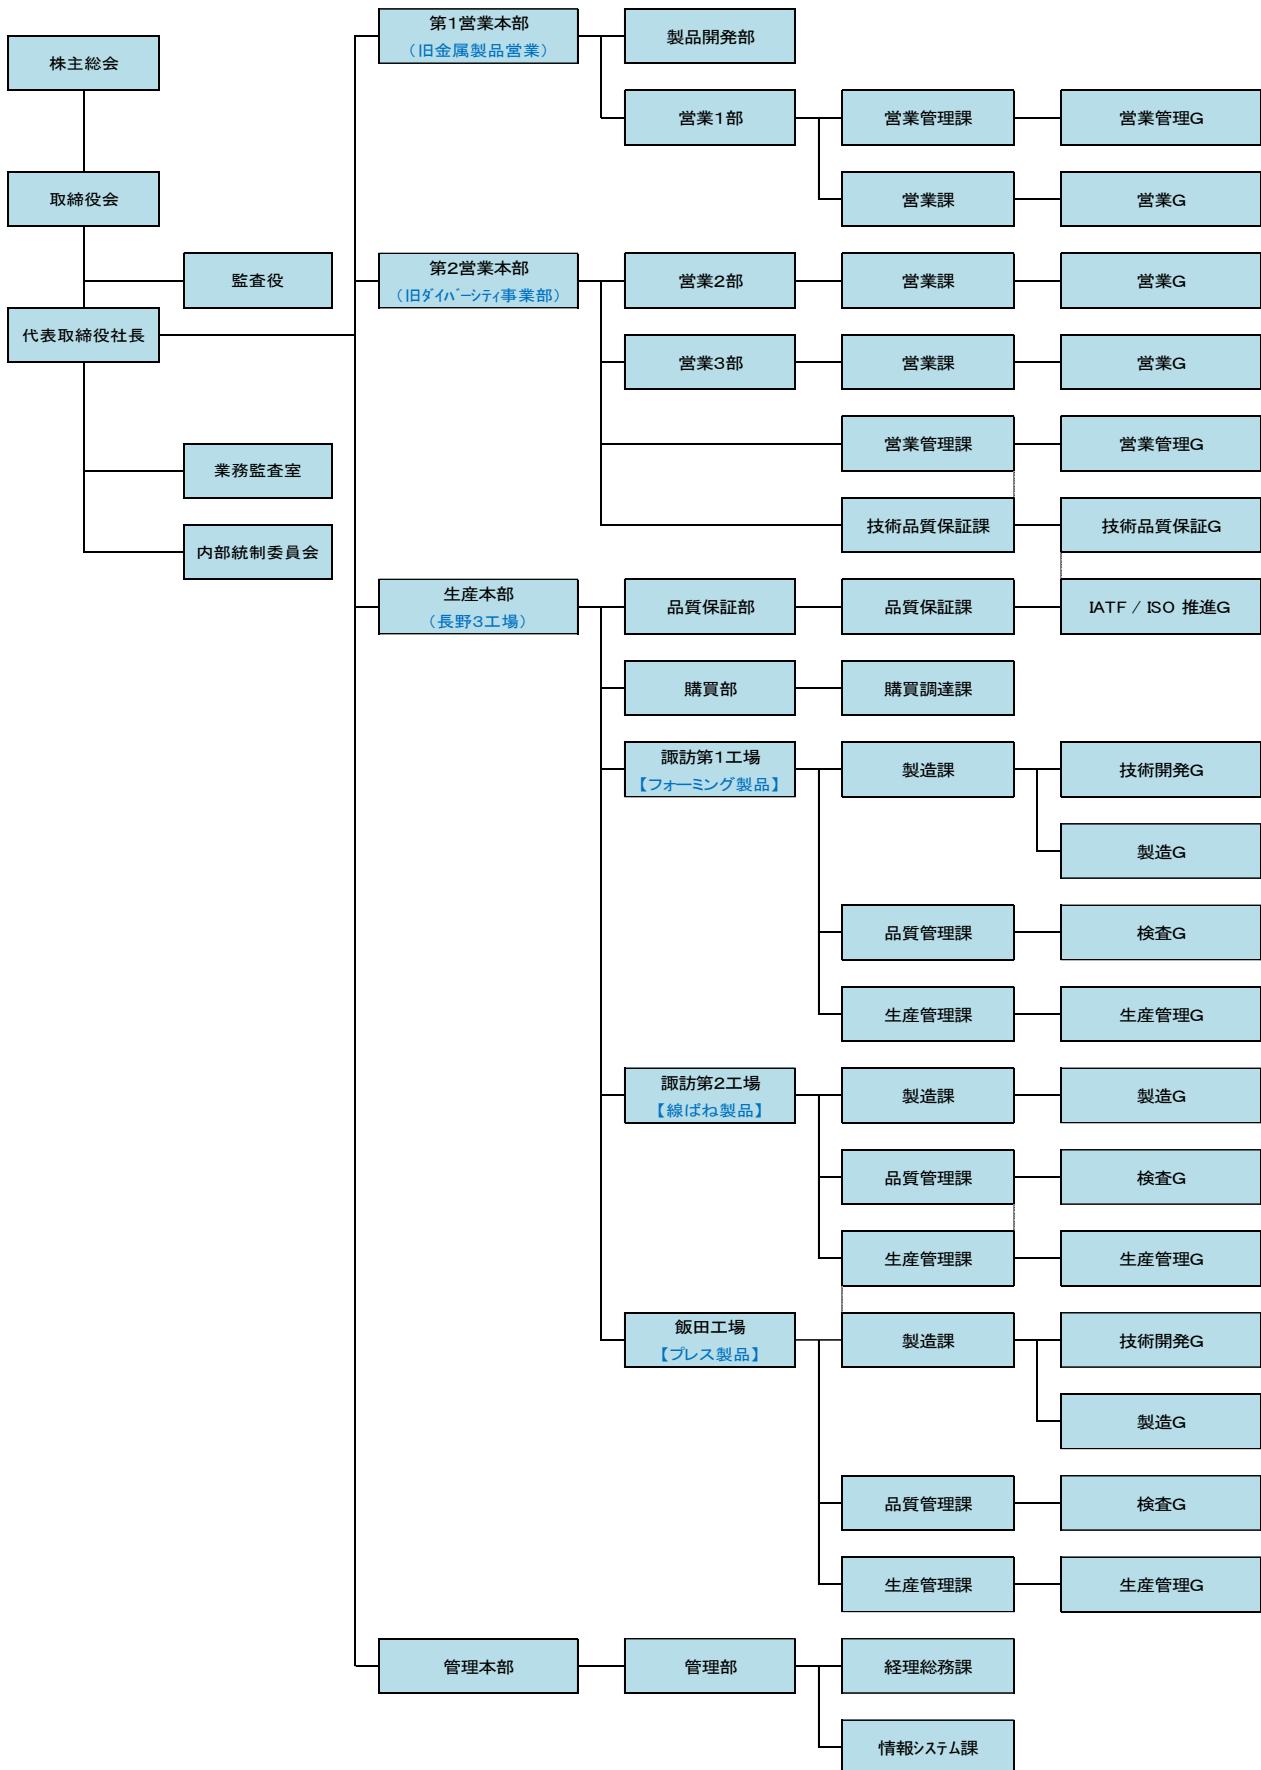 株主総会
取締役会
監査役
代表取締役社長
業務監査室
内部統制委員会
第1営業本部
（旧金属製品営業）
製品開発部
営業1部
営業管理課
営業管理G
営業課
営業G
第2営業本部
（旧ダイバーシティ事業部）
営業2部
営業課
営業G
営業3部
営業課
営業G
営業管理課
営業管理G
技術品質保証課
技術品質保証G
生産本部
（長野3工場）
品質保証部
品質保証課
IATF / ISO 推進G
購買部
購買調達課
諏訪第1工場
【フォーミング製品】
製造課
技術開発G
製造G
品質管理課
検査G
生産管理課
生産管理G
諏訪第2工場
【線ばね製品】
製造課
製造G
品質管理課
検査G
生産管理課
生産管理G
飯田工場
【プレス製品】
製造課
技術開発G
製造G
品質管理課
検査G
生産管理課
生産管理G
管理本部
管理部
経理総務課
情報システム課